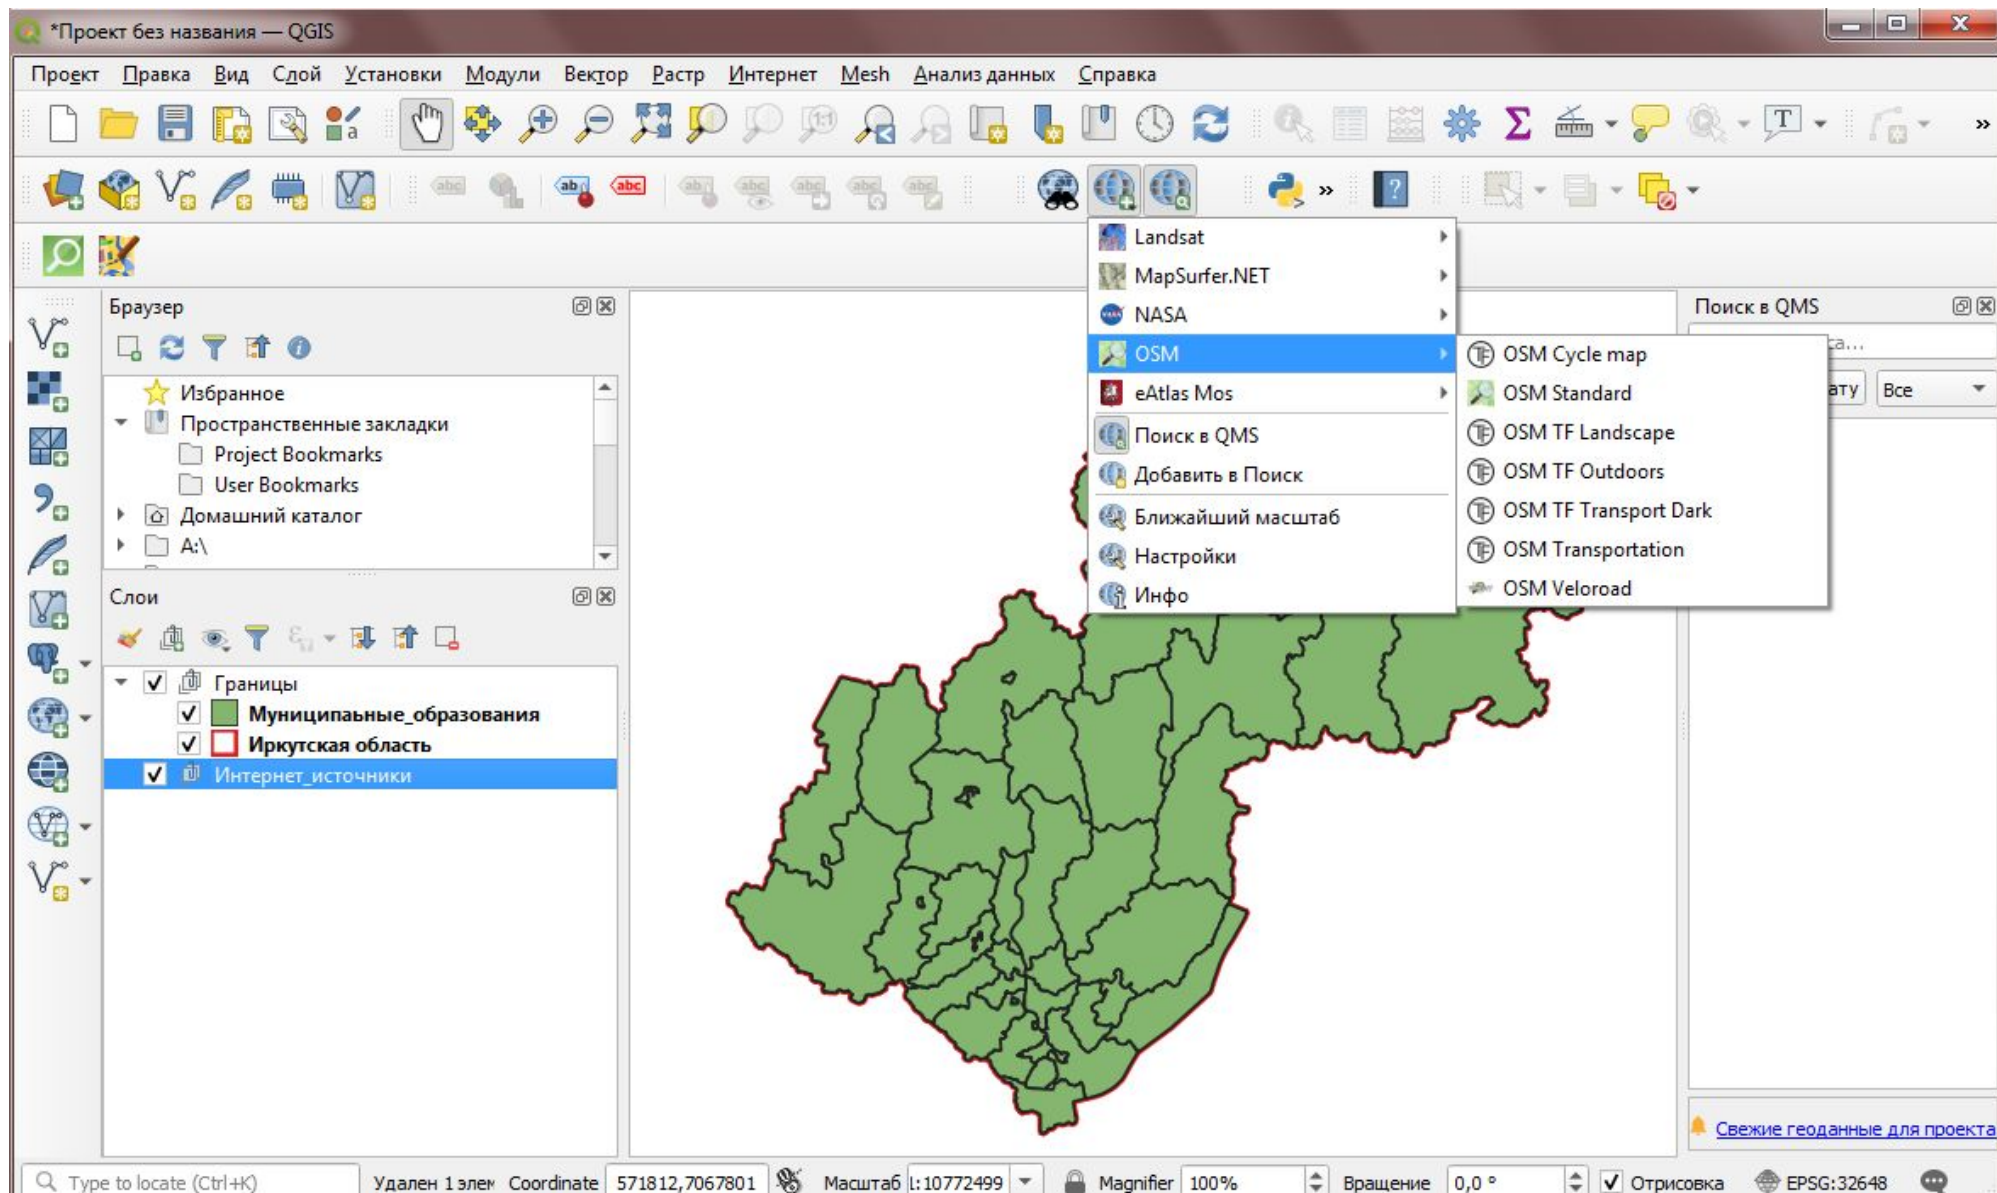 *Проект без названия — QGIS
Проект Правка Вид Слой Установки Модули Вектор Растр Интернет Mesh Анализ данных Справка
Браузер
Избранное
Пространственные закладки
Project Bookmarks
User Bookmarks
Домашний каталог
A:\
Слои
Границы
Муниципаьные_образования
Иркутская область
Интернет_источники
Landsat
MapSurfer.NET
NASA
OSM
eAtlas Mos
Поиск в QMS
Добавить в Поиск
Ближайший масштаб
Настройки
Инфо
OSM Cycle map
OSM Standard
OSM TF Landscape
OSM TF Outdoors
OSM TF Transport Dark
OSM Transportation
OSM Veloroad
Поиск в QMS
Все
Свежие геоданные для проекта
Type to locate (Ctrl+K) Удален 1 элем Coordinate 571812,7067801 Масштаб 1:10772499 Magnifier 100% Вращение 0,0 ° Отрисовка EPSG:32648